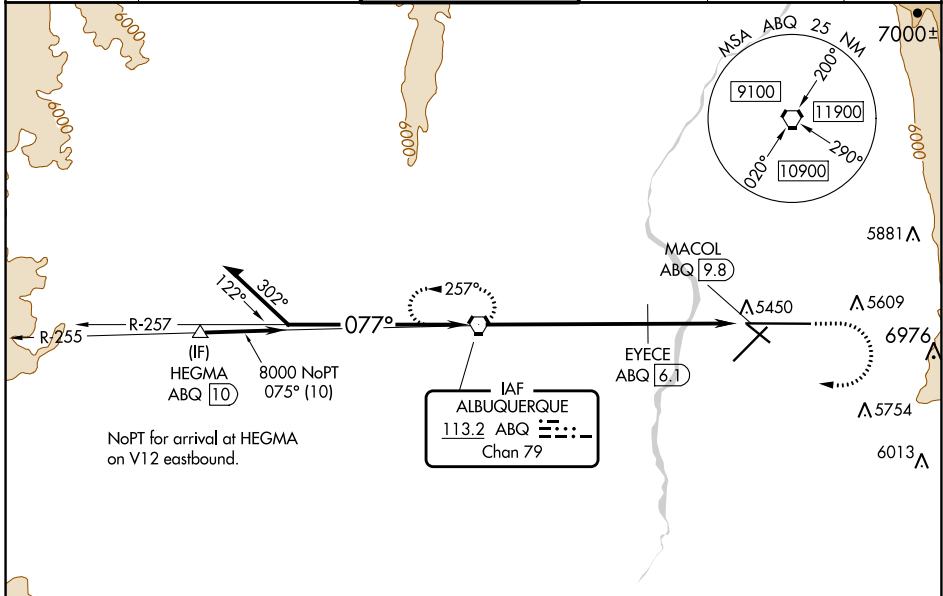 6000
6000
6000
6000
7000±
MSA ABQ 25 NM
200°
9100
11900
290°
020°
10900
5881
MACOL
ABQ 9.8
5450
5609
6976
302°
122°
257°
R-257
077°
R-255
(IF)
HEGMA
ABQ 10
8000 NoPT
075° (10)
EYECE
ABQ 6.1
IAF
ALBUQUERQUE
113.2 ABQ
Chan 79
5754
6013
NoPT for arrival at HEGMA
on V12 eastbound.